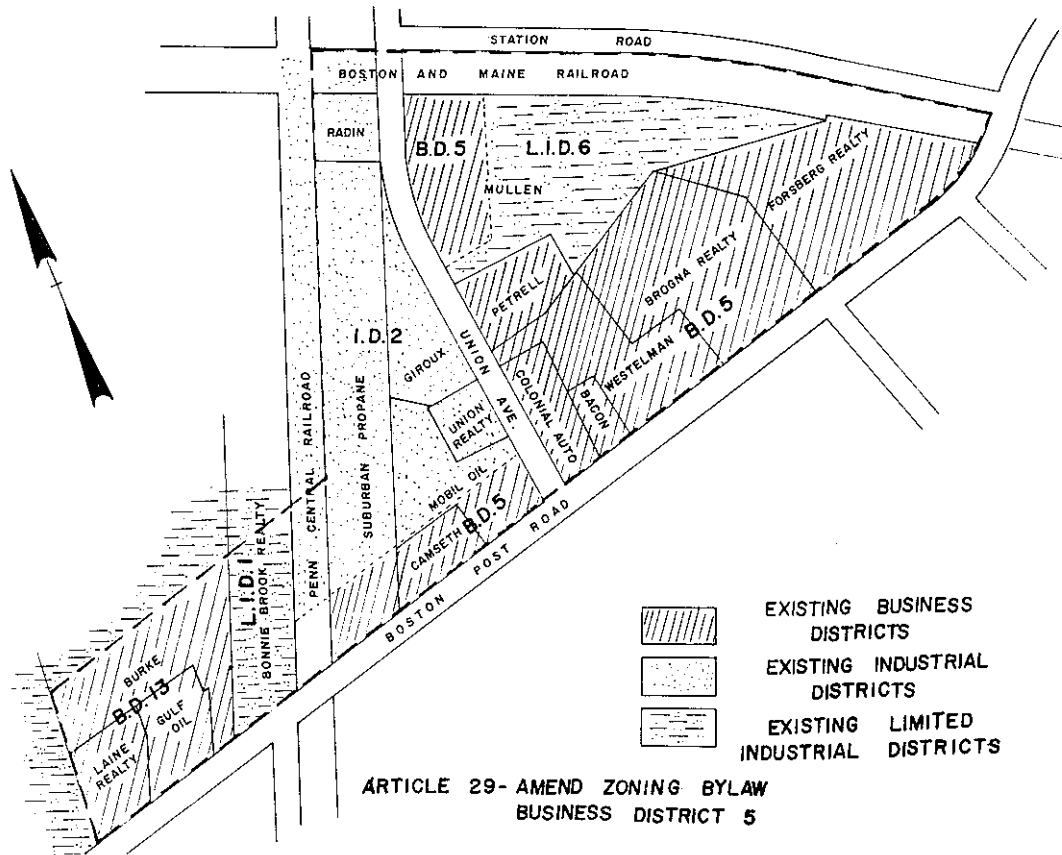 STATION ROAD
BOSTON AND MAINE RAILROAD
RADIN
B.D.5
L.I.D.6
MULLEN
FORSBERG REALTY
BROGNA REALTY
PETRELL
B.D.5
WESTELMAN
I.D.2
GIROUX
UNION AVE
COLONIAL AUTO
BACON
UNION
REALTY
PENN CENTRAL RAILROAD
SUBURBAN PROPANE
MOBIL OIL
B.D.5
CAMSETH
BOSTON POST ROAD
L.I.D.1
BONNIE BROOK REALTY
BURKE
B.D.13
GULF
OIL
LAINE
REALTY
EXISTING BUSINESS
DISTRICTS
EXISTING INDUSTRIAL
DISTRICTS
EXISTING LIMITED
INDUSTRIAL DISTRICTS
ARTICLE 29- AMEND ZONING BYLAW
BUSINESS DISTRICT 5